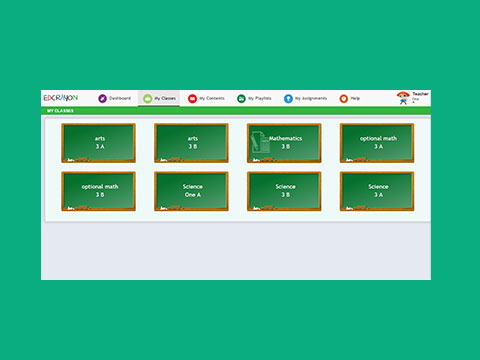 EDCRAYON
Dashboard
My Classes
My Contents
My Playlists
My Assignments
Help
Teacher
MY CLASSES
arts
3 A
arts
3 B
Mathematics
3 B
optional math
3 A
optional math
3 B
Science
One A
Science
3 B
Science
3 A